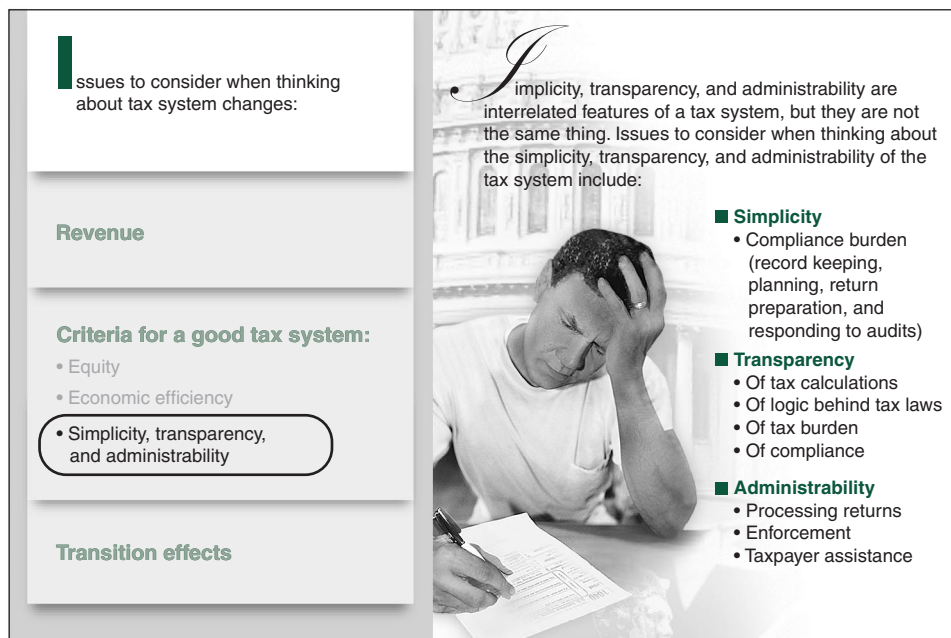 Issues to consider when thinking
about tax system changes:
Revenue
Criteria for a good tax system:
• Equity
• Economic efficiency
• Simplicity, transparency,
and administrability
Transition effects
Simplicity, transparency, and administrability are
interrelated features of a tax system, but they are not
the same thing. Issues to consider when thinking about
the simplicity, transparency, and administrability of the
tax system include:
■ Simplicity
• Compliance burden
(record keeping,
planning, return
preparation, and
responding to audits)
■ Transparency
• Of tax calculations
• Of logic behind tax laws
• Of tax burden
• Of compliance
■ Administrability
• Processing returns
• Enforcement
• Taxpayer assistance
1040